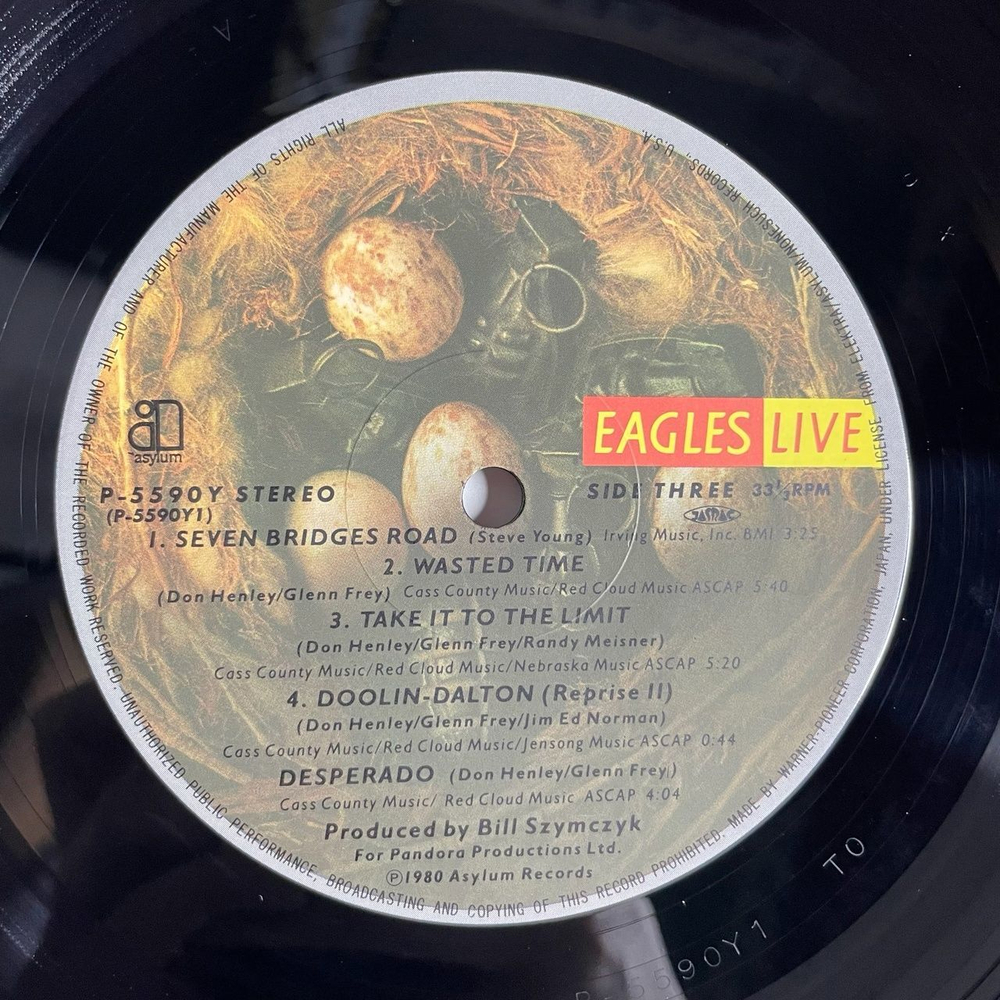 asylum
EAGLES LIVE
P-5590Y STEREO
(P-5590Y1)
SIDE THREE 33⅓RPM
JASRAC
1. SEVEN BRIDGES ROAD (Steve Young) Irving Music, Inc. BMI 3:25
2. WASTED TIME
(Don Henley/Glenn Frey) Cass County Music/Red Cloud Music ASCAP 5:40
3. TAKE IT TO THE LIMIT
(Don Henley/Glenn Frey/Randy Meisner)
Cass County Music/Red Cloud Music/Nebraska Music ASCAP 5:20
4. DOOLIN-DALTON (Reprise II)
(Don Henley/Glenn Frey/Jim Ed Norman)
Cass County Music/Red Cloud Music/Jensong Music ASCAP 0:44
DESPERADO (Don Henley/Glenn Frey)
Cass County Music/ Red Cloud Music ASCAP 4:04
Produced by Bill Szymczyk
For Pandora Productions Ltd.
Ⓟ1980 Asylum Records
ALL RIGHTS OF THE MANUFACTURER AND OF THE OWNER OF THE RECORDED WORK RESERVED. UNAUTHORIZED PUBLIC PERFORMANCE, BROADCASTING AND COPYING OF THIS RECORD PROHIBITED. MADE BY WARNER-PIONEER CORPORATION, JAPAN, UNDER LICENSE FROM ELEKTRA/ASYLUM/NONESUCH RECORDS, U.S.A.
P-5590Y1 TO